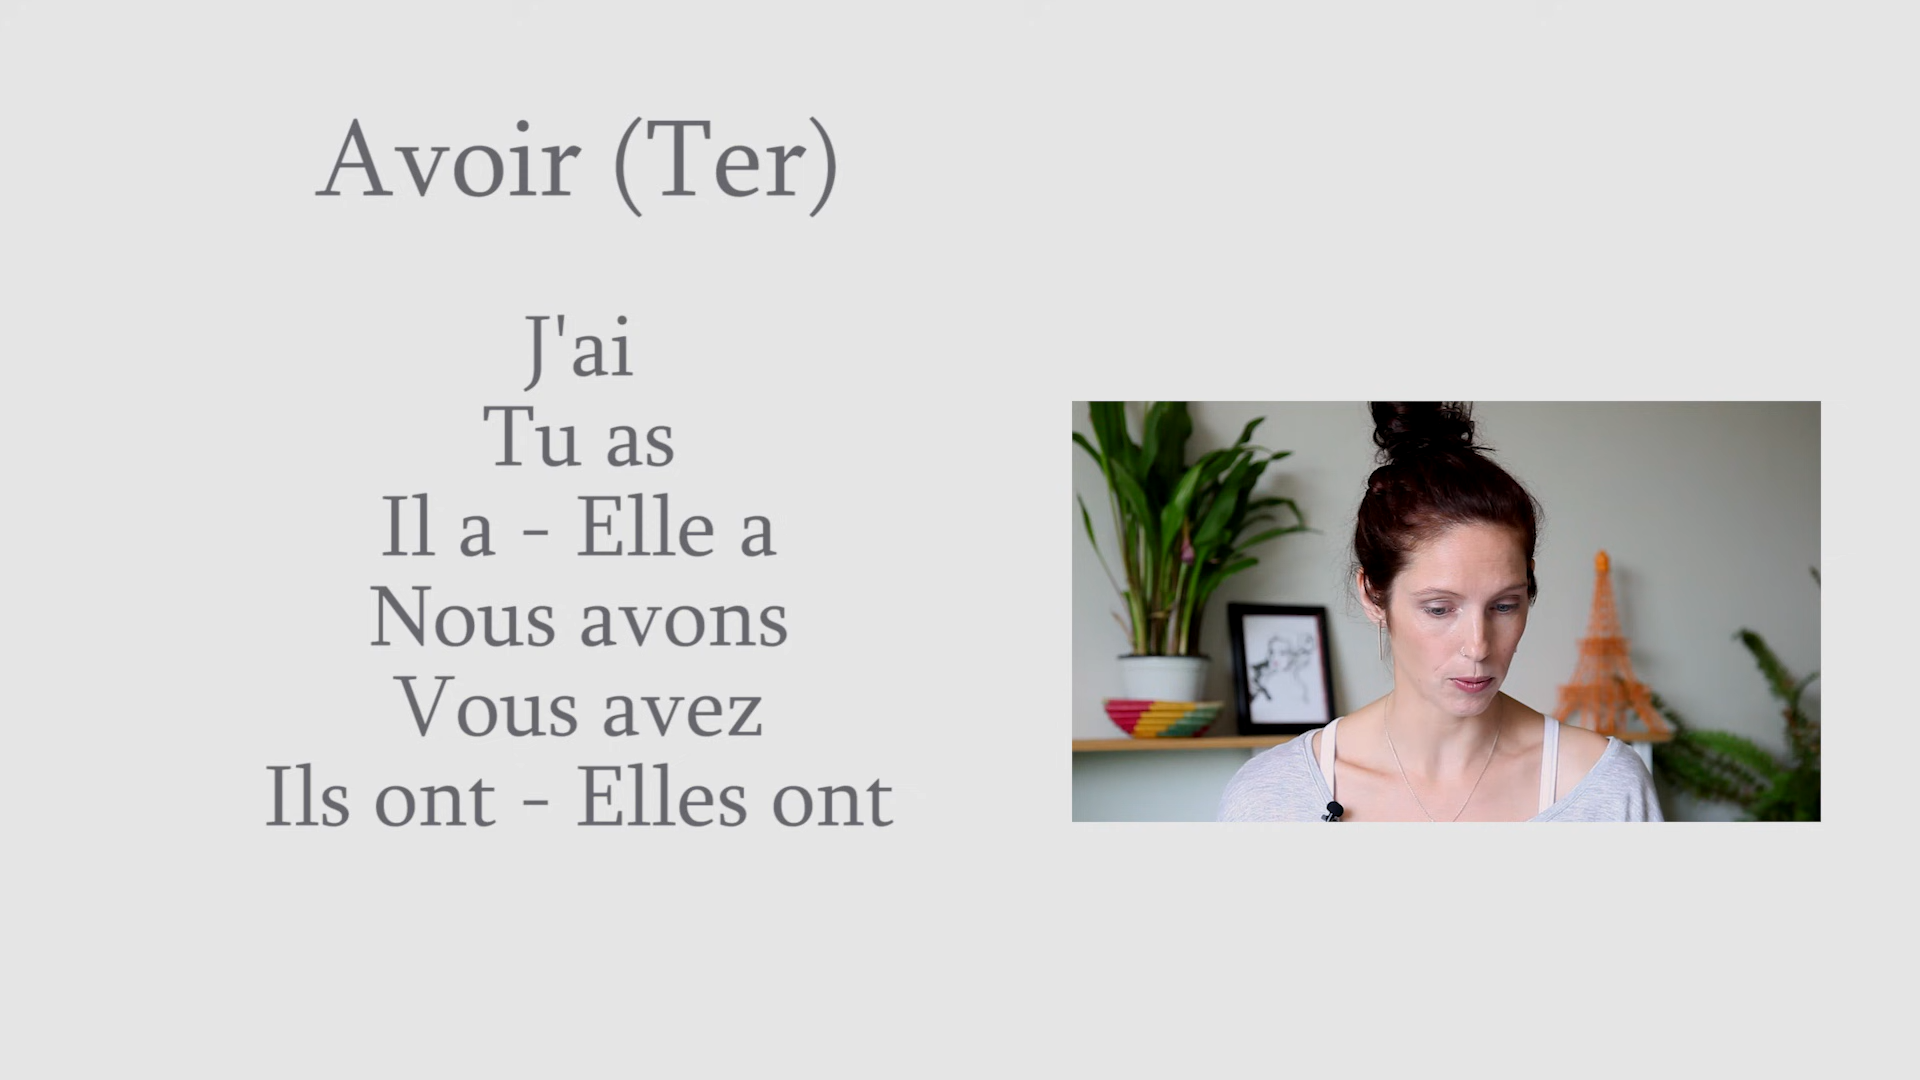 Avoir (Ter)
J'ai
Tu as
Il a - Elle a
Nous avons
Vous avez
Ils ont - Elles ont